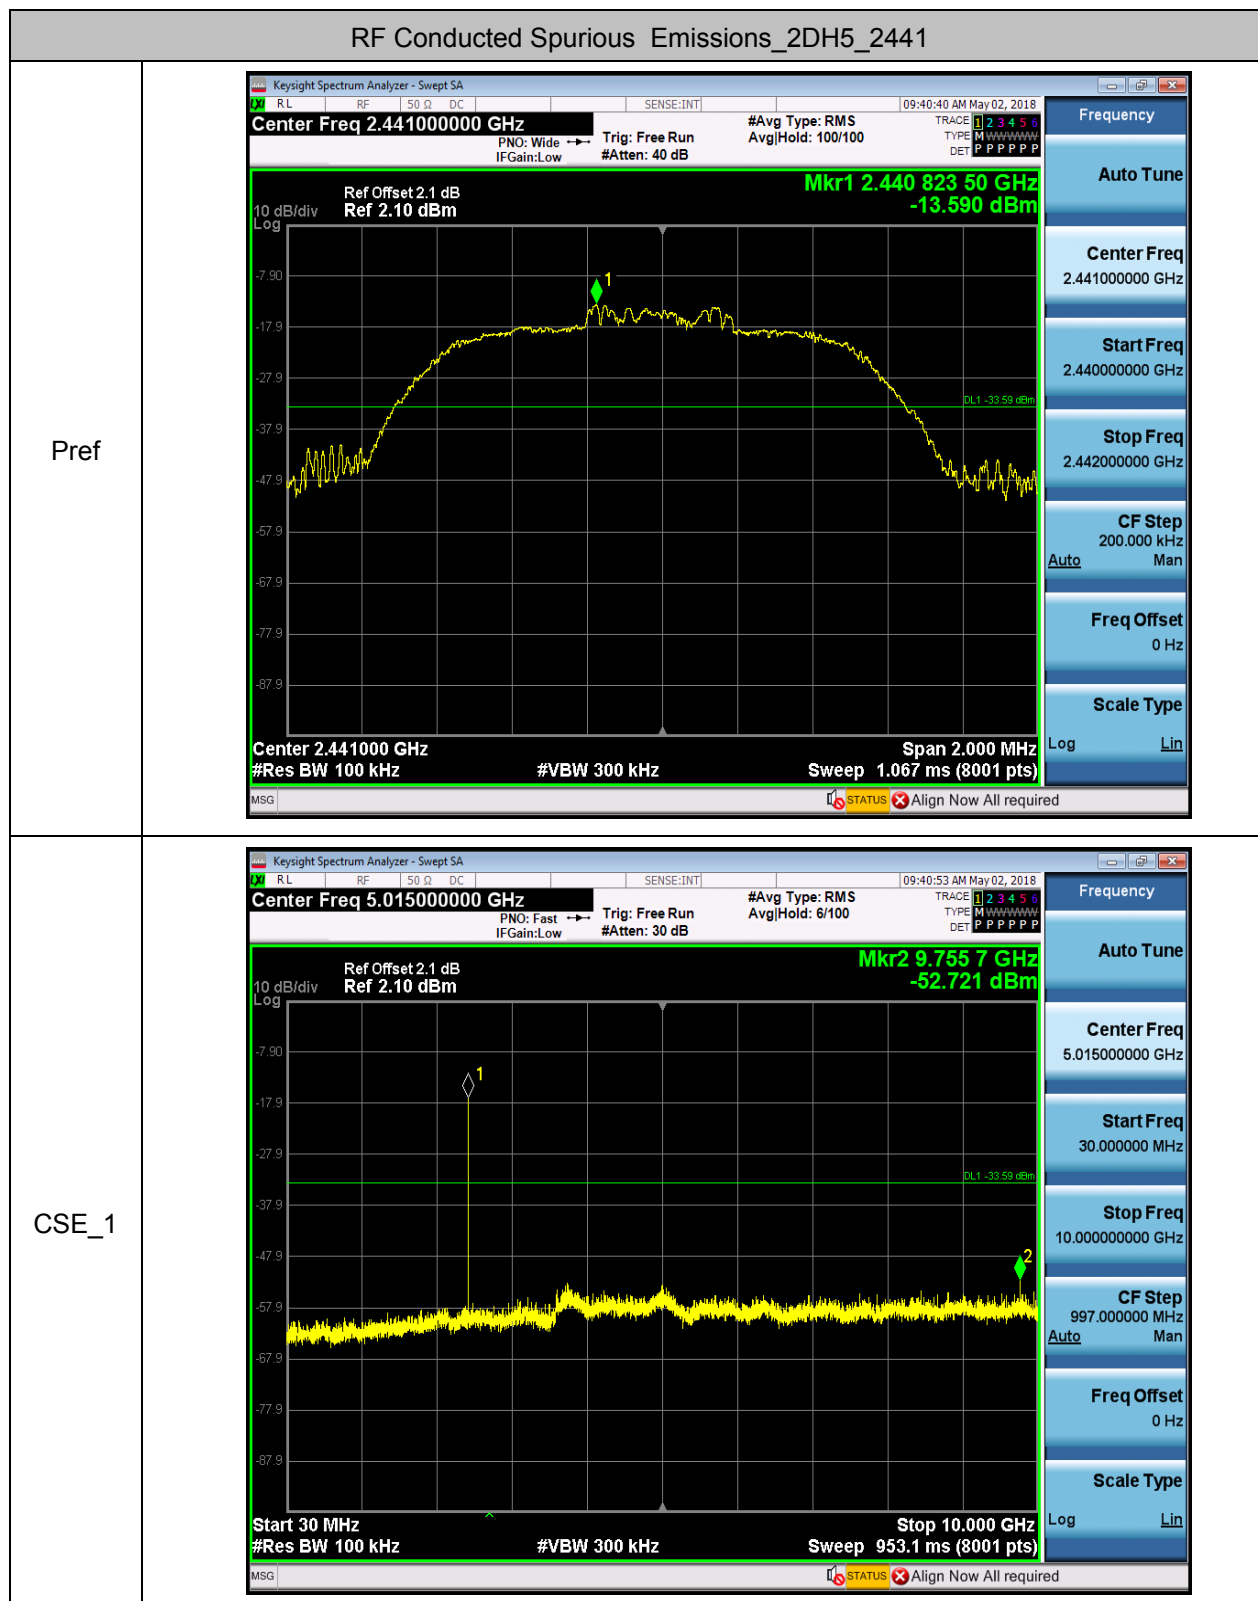 RF Conducted Spurious Emissions_2DH5_2441
Pref
Keysight Spectrum Analyzer - Swept SA
LXI RL RF 50 Ω DC SENSE:INT 09:40:40 AM May 02, 2018
Center Freq 2.441000000 GHz #Avg Type: RMS TRACE 1 2 3 4 5 6
PNO: Wide Trig: Free Run Avg|Hold: 100/100 TYPE M WWWWW
IFGain:Low #Atten: 40 dB DET P P P P P P
Mkr1 2.440 823 50 GHz
-13.590 dBm
Ref Offset 2.1 dB
10 dB/div Ref 2.10 dBm
Log
1
-7.90
-17.9
-27.9
DL1 -33.59 dBm
-37.9
-47.9
-57.9
-67.9
-77.9
-87.9
Center 2.441000 GHz Span 2.000 MHz
#Res BW 100 kHz #VBW 300 kHz Sweep 1.067 ms (8001 pts)
MSG STATUS Align Now All required
Frequency
Auto Tune
Center Freq
2.441000000 GHz
Start Freq
2.440000000 GHz
Stop Freq
2.442000000 GHz
CF Step
200.000 kHz
Auto Man
Freq Offset
0 Hz
Scale Type
Log Lin
CSE_1
Keysight Spectrum Analyzer - Swept SA
LXI RL RF 50 Ω DC SENSE:INT 09:40:53 AM May 02, 2018
Center Freq 5.015000000 GHz #Avg Type: RMS TRACE 1 2 3 4 5 6
PNO: Fast Trig: Free Run Avg|Hold: 6/100 TYPE M WWWWW
IFGain:Low #Atten: 30 dB DET P P P P P P
Mkr2 9.755 7 GHz
-52.721 dBm
Ref Offset 2.1 dB
10 dB/div Ref 2.10 dBm
Log
-7.90
1
-17.9
-27.9
DL1 -33.59 dBm
-37.9
-47.9
2
-57.9
-67.9
-77.9
-87.9
Start 30 MHz Stop 10.000 GHz
#Res BW 100 kHz #VBW 300 kHz Sweep 953.1 ms (8001 pts)
MSG STATUS Align Now All required
Frequency
Auto Tune
Center Freq
5.015000000 GHz
Start Freq
30.000000 MHz
Stop Freq
10.000000000 GHz
CF Step
997.000000 MHz
Auto Man
Freq Offset
0 Hz
Scale Type
Log Lin